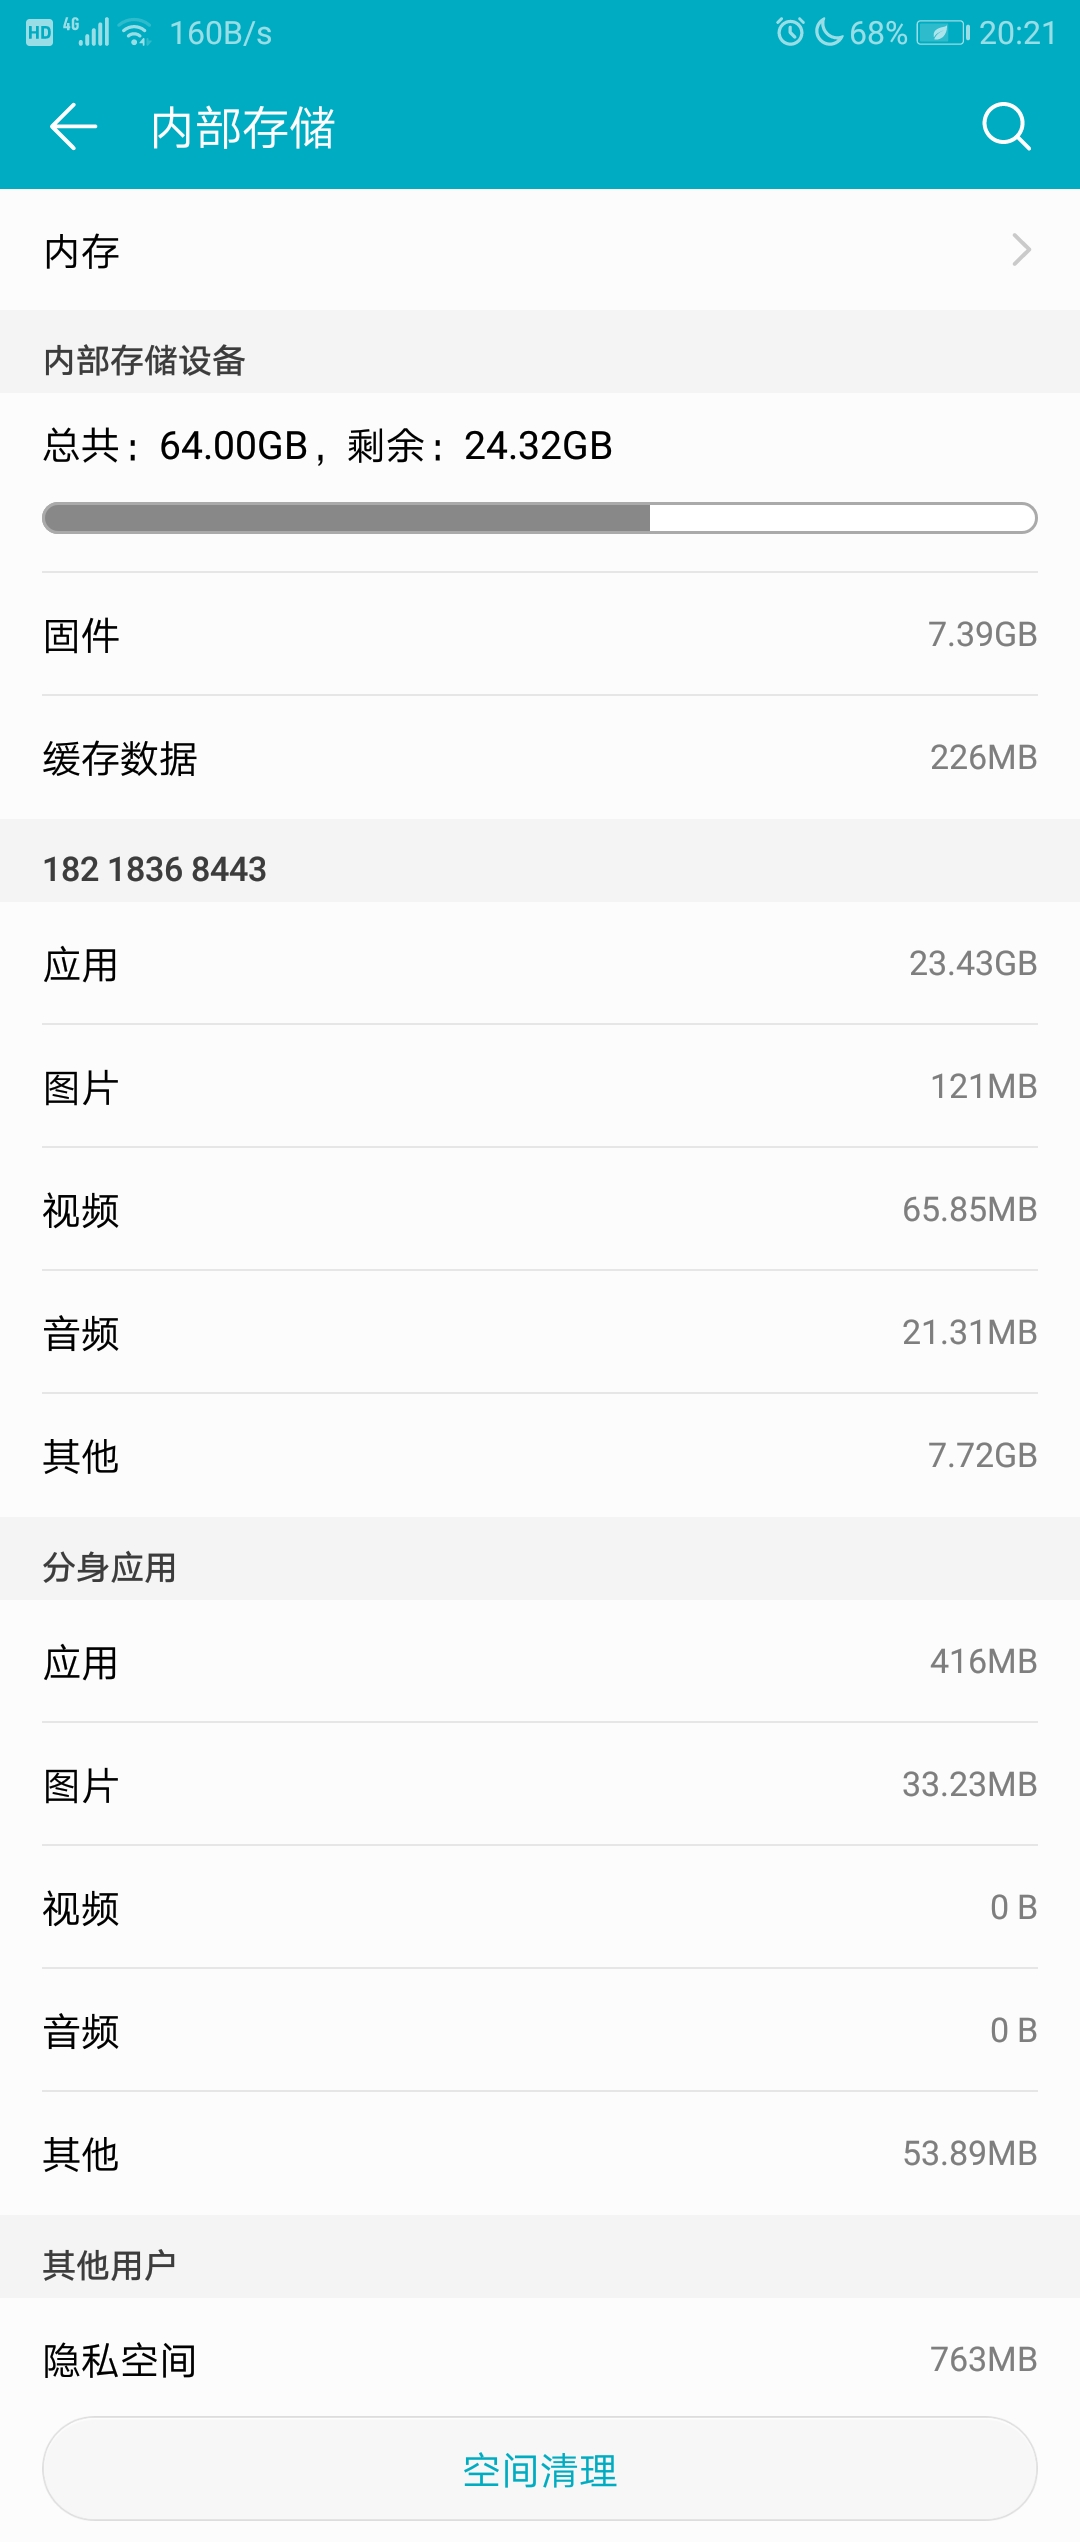 HD 4G 160B/s 68% 20:21
内部存储
内存
内部存储设备
总共：64.00GB，剩余：24.32GB
固件 7.39GB
缓存数据 226MB
182 1836 8443
应用 23.43GB
图片 121MB
视频 65.85MB
音频 21.31MB
其他 7.72GB
分身应用
应用 416MB
图片 33.23MB
视频 0 B
音频 0 B
其他 53.89MB
其他用户
隐私空间 763MB
空间清理